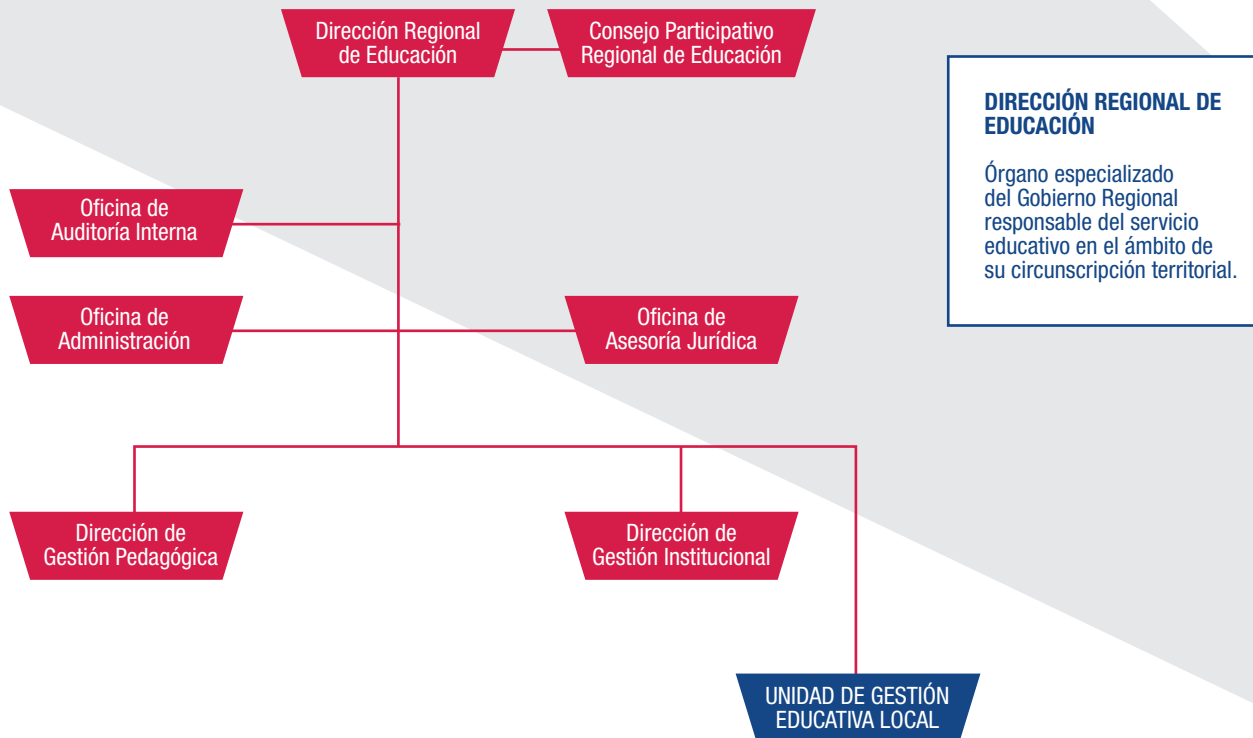 Dirección Regional
de Educación
Consejo Participativo
Regional de Educación
DIRECCIÓN REGIONAL DE
EDUCACIÓN
Órgano especializado
del Gobierno Regional
responsable del servicio
educativo en el ámbito de
su circunscripción territorial.
Oficina de
Auditoría Interna
Oficina de
Administración
Oficina de
Asesoría Jurídica
Dirección de
Gestión Pedagógica
Dirección de
Gestión Institucional
UNIDAD DE GESTIÓN
EDUCATIVA LOCAL